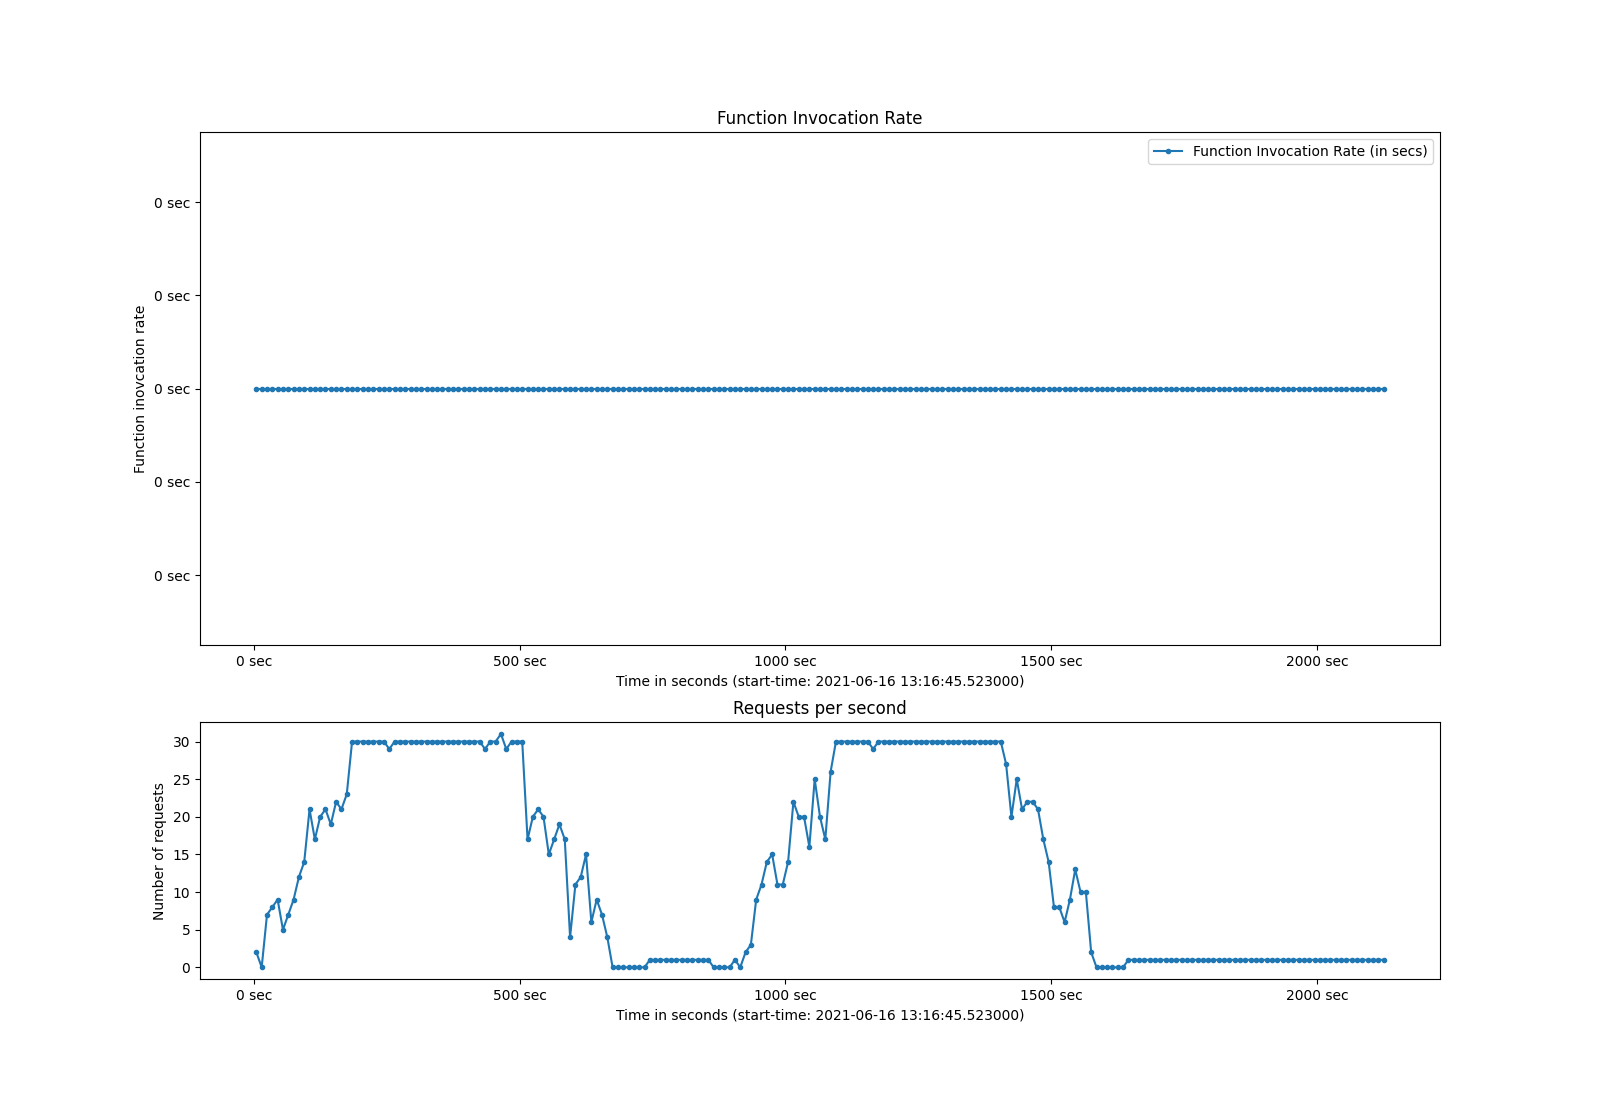 Function Invocation Rate
Function Invocation Rate (in secs)
0 sec
0 sec
0 sec
0 sec
0 sec
Function inovcation rate
0 sec 500 sec 1000 sec 1500 sec 2000 sec
Time in seconds (start-time: 2021-06-16 13:16:45.523000)
Requests per second
30
25
20
15
10
5
0
Number of requests
0 sec 500 sec 1000 sec 1500 sec 2000 sec
Time in seconds (start-time: 2021-06-16 13:16:45.523000)